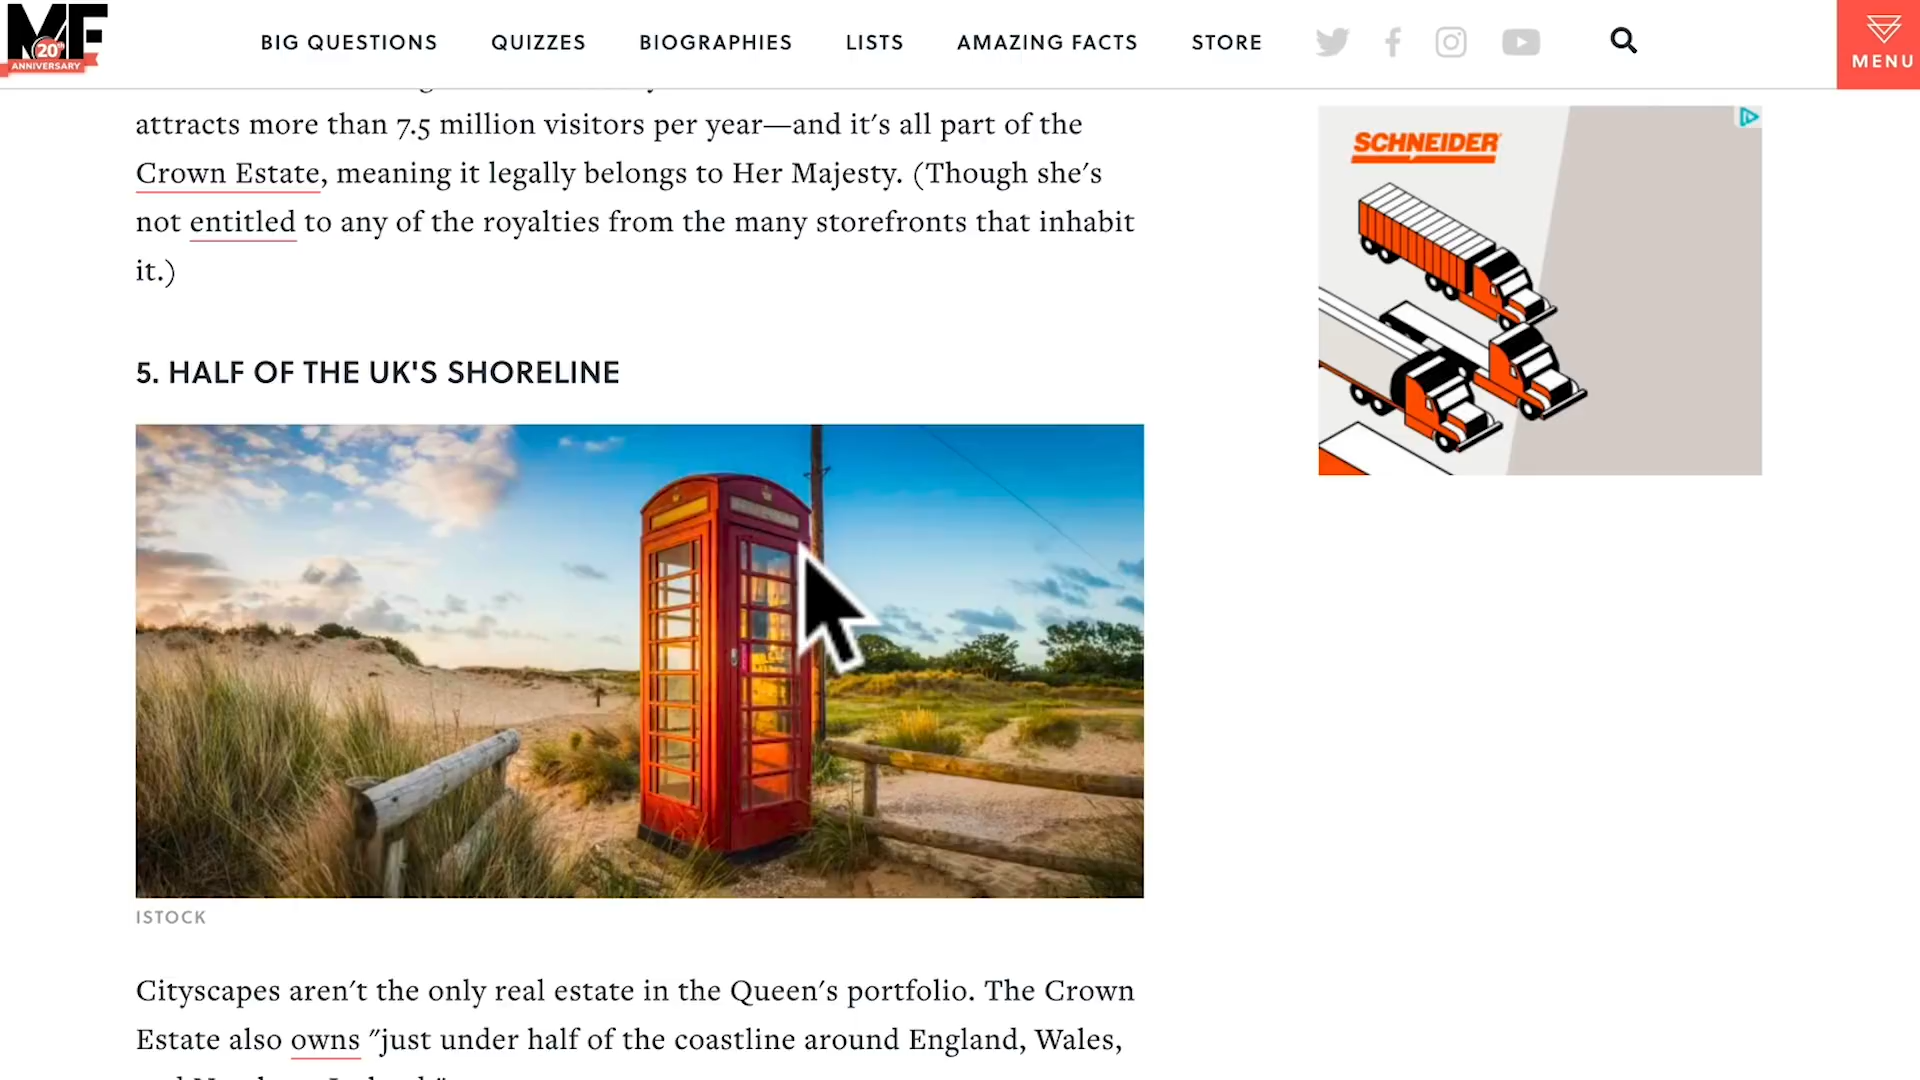 MF
20th
ANNIVERSARY
BIG QUESTIONS
QUIZZES
BIOGRAPHIES
LISTS
AMAZING FACTS
STORE
MENU
attracts more than 7.5 million visitors per year—and it's all part of the
Crown Estate, meaning it legally belongs to Her Majesty. (Though she's
not entitled to any of the royalties from the many storefronts that inhabit
it.)
SCHNEIDER
5. HALF OF THE UK'S SHORELINE
ISTOCK
Cityscapes aren't the only real estate in the Queen's portfolio. The Crown
Estate also owns "just under half of the coastline around England, Wales,